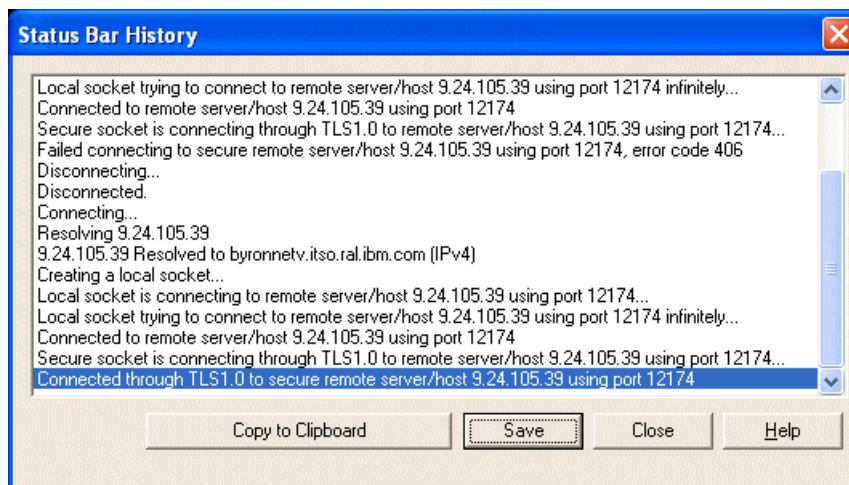 Status Bar History
Local socket trying to connect to remote server/host 9.24.105.39 using port 12174 infinitely...
Connected to remote server/host 9.24.105.39 using port 12174
Secure socket is connecting through TLS1.0 to remote server/host 9.24.105.39 using port 12174...
Failed connecting to secure remote server/host 9.24.105.39 using port 12174, error code 406
Disconnecting...
Disconnected.
Connecting...
Resolving 9.24.105.39
9.24.105.39 Resolved to byronnetv.itso.ral.ibm.com (IPv4)
Creating a local socket...
Local socket is connecting to remote server/host 9.24.105.39 using port 12174...
Local socket trying to connect to remote server/host 9.24.105.39 using port 12174 infinitely...
Connected to remote server/host 9.24.105.39 using port 12174
Secure socket is connecting through TLS1.0 to remote server/host 9.24.105.39 using port 12174...
Connected through TLS1.0 to secure remote server/host 9.24.105.39 using port 12174
Copy to Clipboard Save Close Help